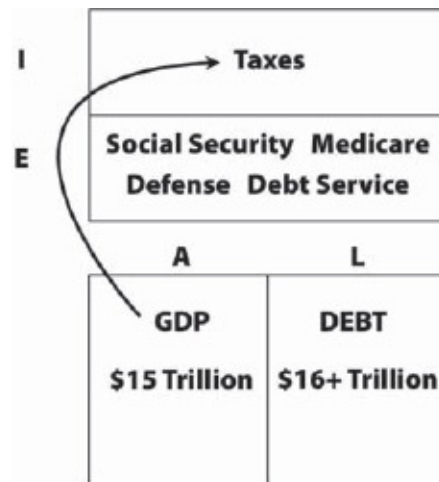 I
Taxes
E
Social Security Medicare
Defense Debt Service
A L
GDP DEBT
$15 Trillion $16+ Trillion